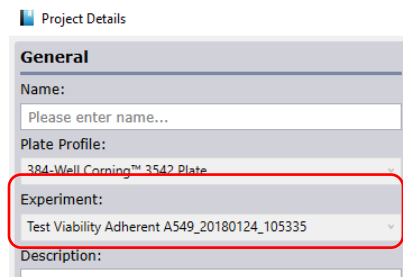 Project Details
General
Name:
Please enter name...
Plate Profile:
384-Well Corning™ 3542 Plate
Experiment:
Test Viability Adherent A549_20180124_105335
Description: